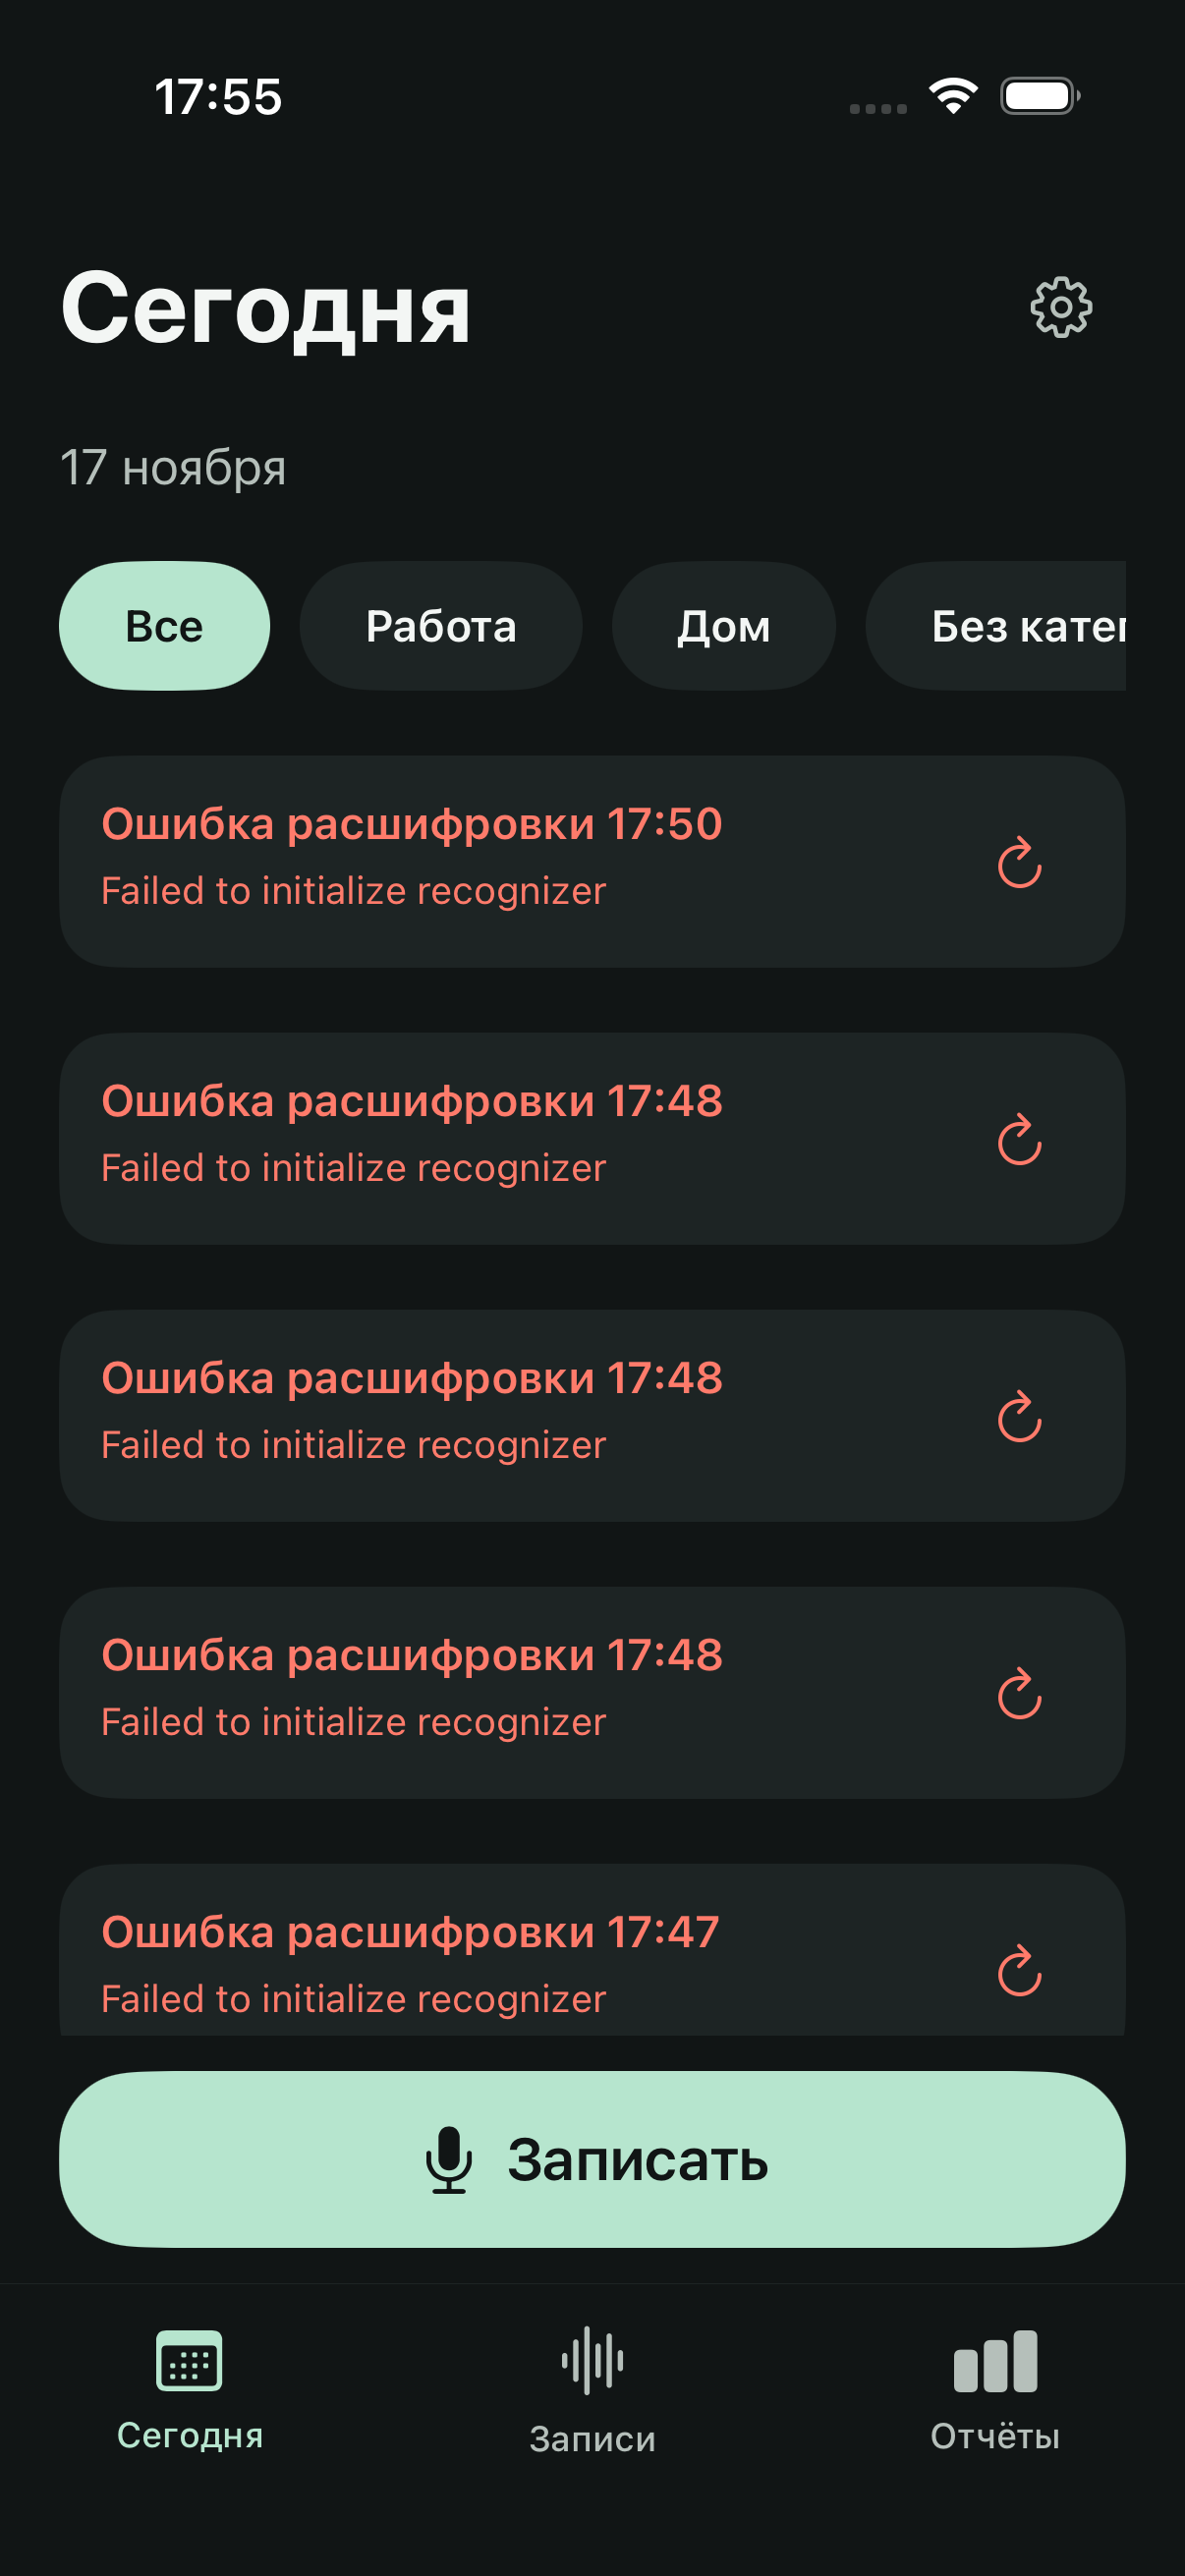 17:55
Сегодня
17 ноября
Все
Работа
Дом
Без катег
Ошибка расшифровки 17:50
Failed to initialize recognizer
Ошибка расшифровки 17:48
Failed to initialize recognizer
Ошибка расшифровки 17:48
Failed to initialize recognizer
Ошибка расшифровки 17:48
Failed to initialize recognizer
Ошибка расшифровки 17:47
Failed to initialize recognizer
Записать
Сегодня
Записи
Отчёты